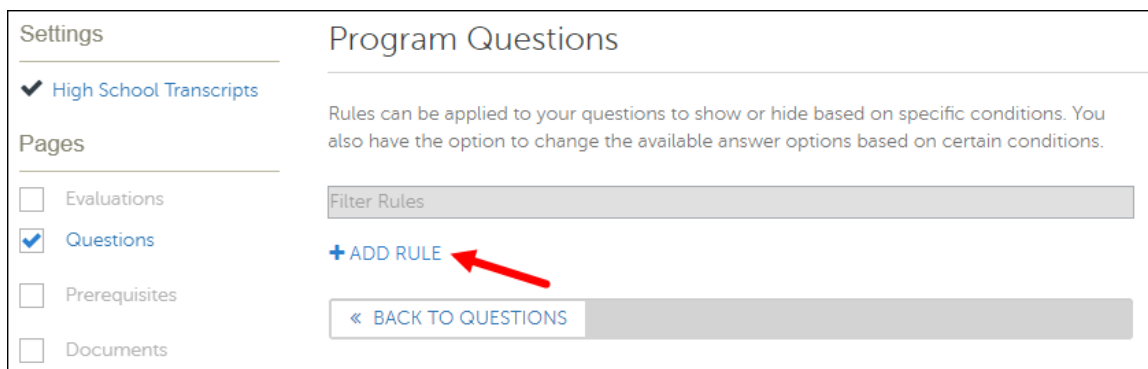 Settings
High School Transcripts
Pages
Evaluations
Questions
Prerequisites
Documents
Program Questions
Rules can be applied to your questions to show or hide based on specific conditions. You
also have the option to change the available answer options based on certain conditions.
Filter Rules
+ ADD RULE
« BACK TO QUESTIONS